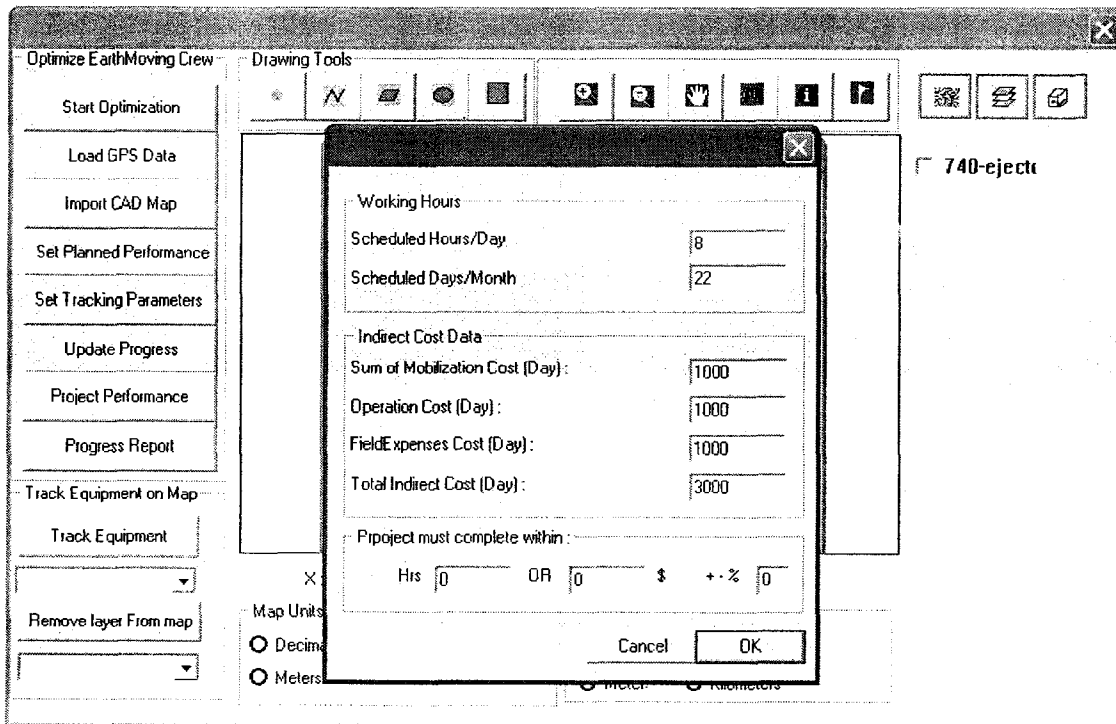 Optimize EarthMoving Crew
Start Optimization
Load GPS Data
Import CAD Map
Set Planned Performance
Set Tracking Parameters
Update Progress
Project Performance
Progress Report
Track Equipment on Map
Track Equipment
Remove layer From map
Drawing Tools
740-ejecto
Working Hours
Scheduled Hours/Day 8
Scheduled Days/Month 22
Indirect Cost Data
Sum of Mobilization Cost (Day) : 1000
Operation Cost (Day) : 1000
FieldExpenses Cost (Day) : 1000
Total Indirect Cost (Day) : 3000
Prpoject must complete within :
Hrs 0 OR 0 $ + - % 0
Cancel OK
X
Map Units
Decima
Meters
Meter Kilometers